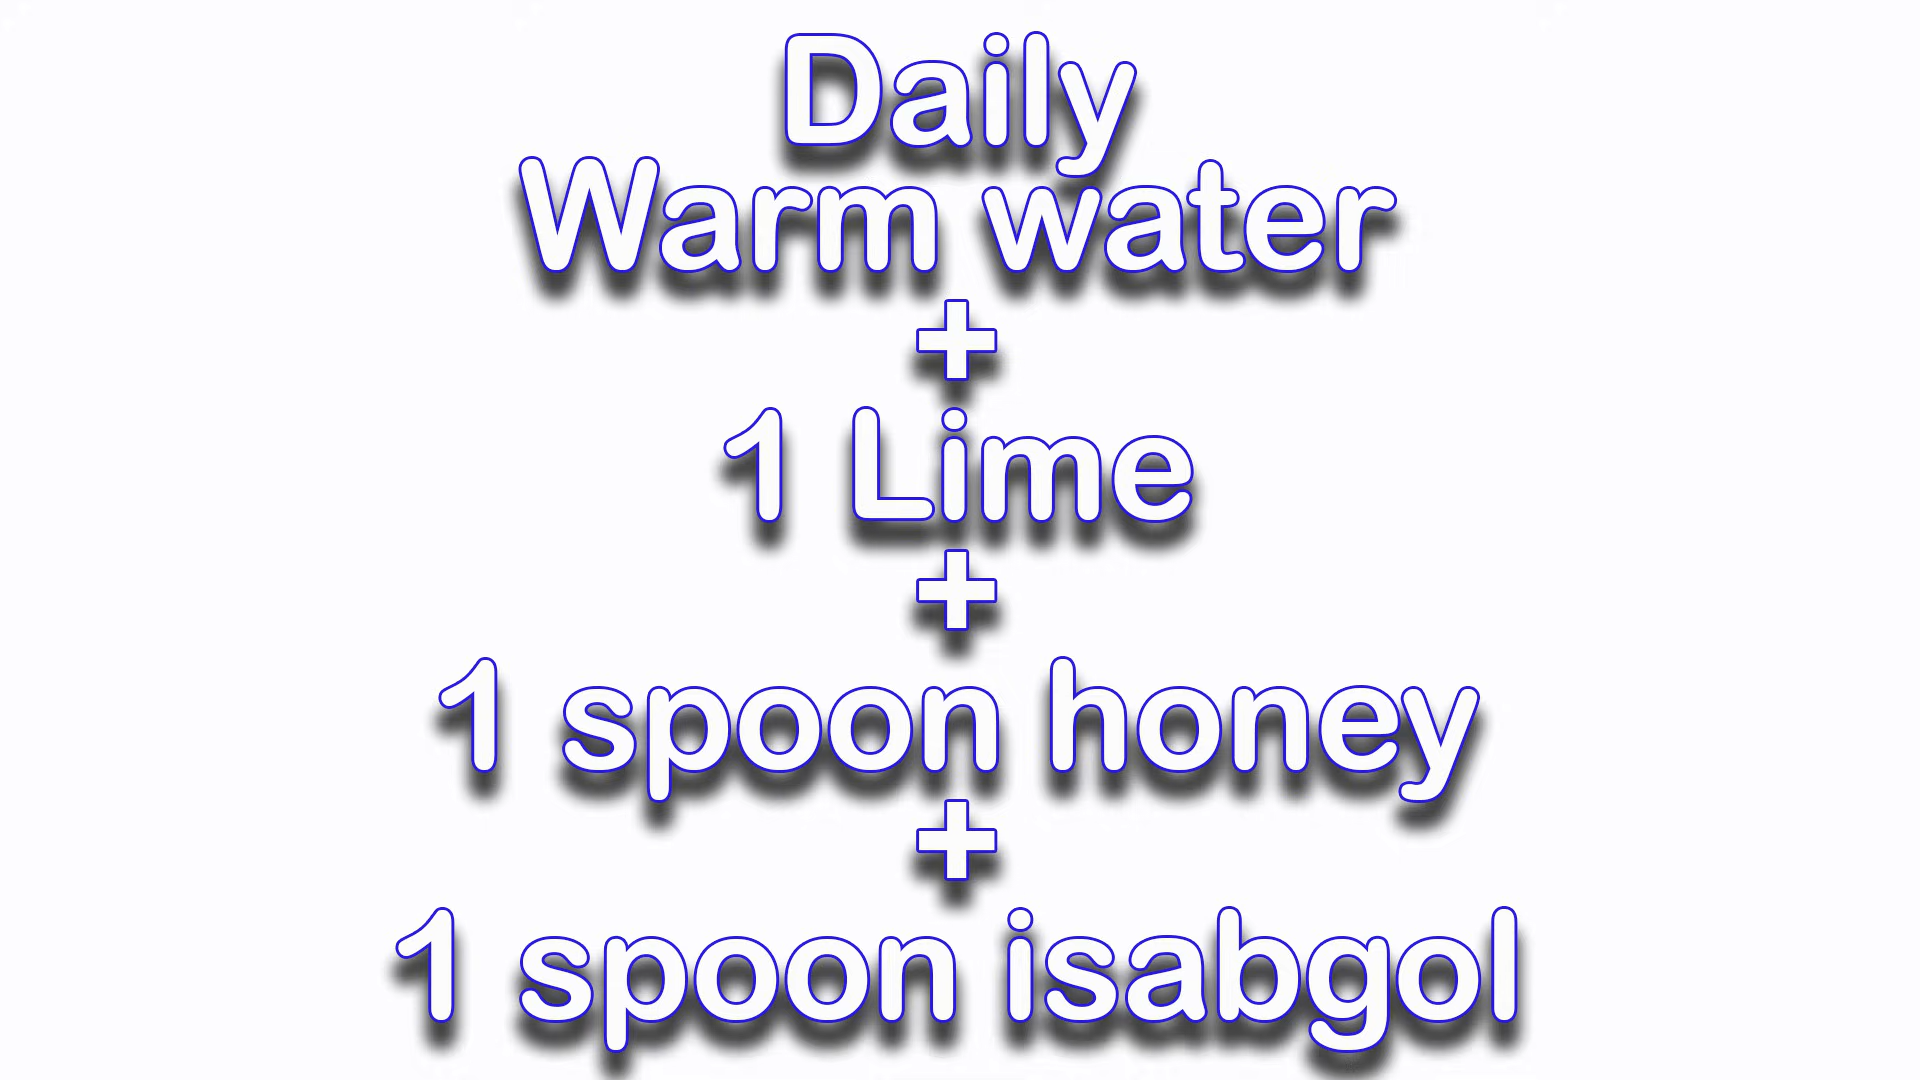 Daily
Warm water
+
1 Lime
+
1 spoon honey
+
1 spoon isabgol